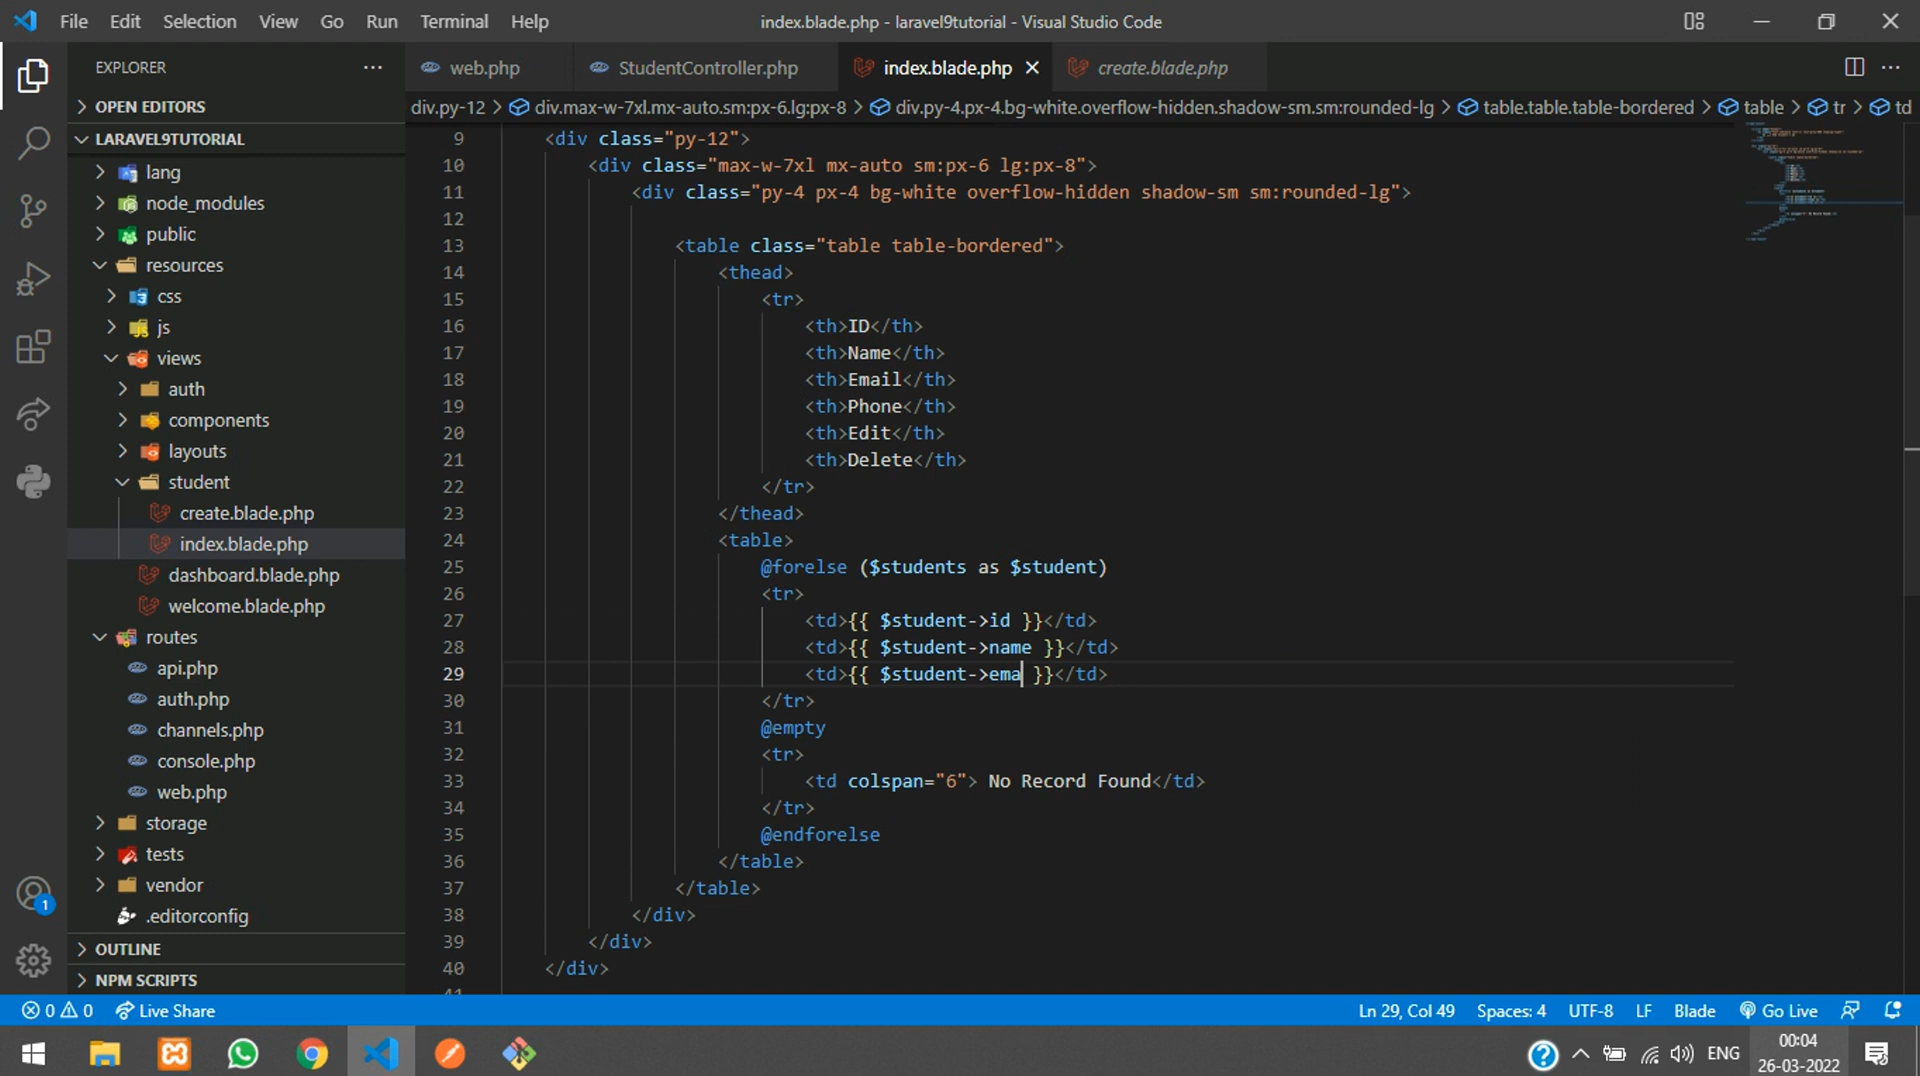 File Edit Selection View Go Run Terminal Help
index.blade.php - laravel9tutorial - Visual Studio Code
EXPLORER
web.php
StudentController.php
index.blade.php
create.blade.php
OPEN EDITORS
div.py-12 > div.max-w-7xl.mx-auto.sm:px-6.lg:px-8 > div.py-4.px-4.bg-white.overflow-hidden.shadow-sm.sm:rounded-lg > table.table.table-bordered > table > tr > td
LARAVEL9TUTORIAL
lang
node_modules
public
resources
css
js
views
auth
components
layouts
student
create.blade.php
index.blade.php
dashboard.blade.php
welcome.blade.php
routes
api.php
auth.php
channels.php
console.php
web.php
storage
tests
vendor
.editorconfig
OUTLINE
NPM SCRIPTS
9 <div class="py-12">
10 <div class="max-w-7xl mx-auto sm:px-6 lg:px-8">
11 <div class="py-4 px-4 bg-white overflow-hidden shadow-sm sm:rounded-lg">
12
13 <table class="table table-bordered">
14 <thead>
15 <tr>
16 <th>ID</th>
17 <th>Name</th>
18 <th>Email</th>
19 <th>Phone</th>
20 <th>Edit</th>
21 <th>Delete</th>
22 </tr>
23 </thead>
24 <table>
25 @forelse ($students as $student)
26 <tr>
27 <td>{{ $student->id }}</td>
28 <td>{{ $student->name }}</td>
29 <td>{{ $student->ema }}</td>
30 </tr>
31 @empty
32 <tr>
33 <td colspan="6"> No Record Found</td>
34 </tr>
35 @endforelse
36 </table>
37 </table>
38 </div>
39 </div>
40 </div>
1
0 0 Live Share
Ln 29, Col 49 Spaces: 4 UTF-8 LF Blade Go Live
ENG
00:04
26-03-2022